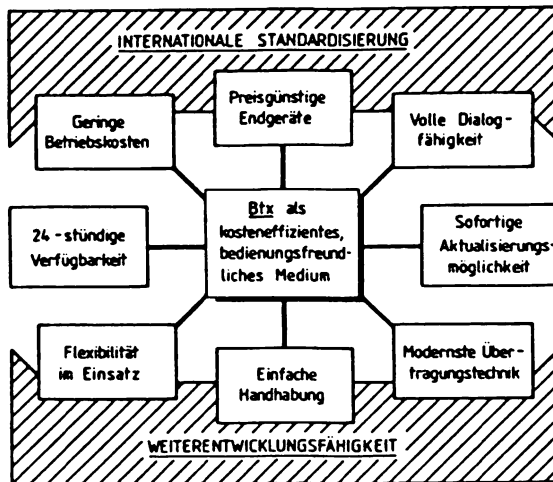 INTERNATIONALE STANDARDISIERUNG
Geringe
Betriebskosten
Preisgünstige
Endgeräte
Volle Dialog-
fähigkeit
24-stündige
Verfügbarkeit
Btx als
kosteneffizientes,
bedienungsfreund-
liches Medium
Sofortige
Aktualisierungs-
möglichkeit
Flexibilität
im Einsatz
Einfache
Handhabung
Modernste Über-
tragungstechnik
WEITERENTWICKLUNGSFÄHIGKEIT